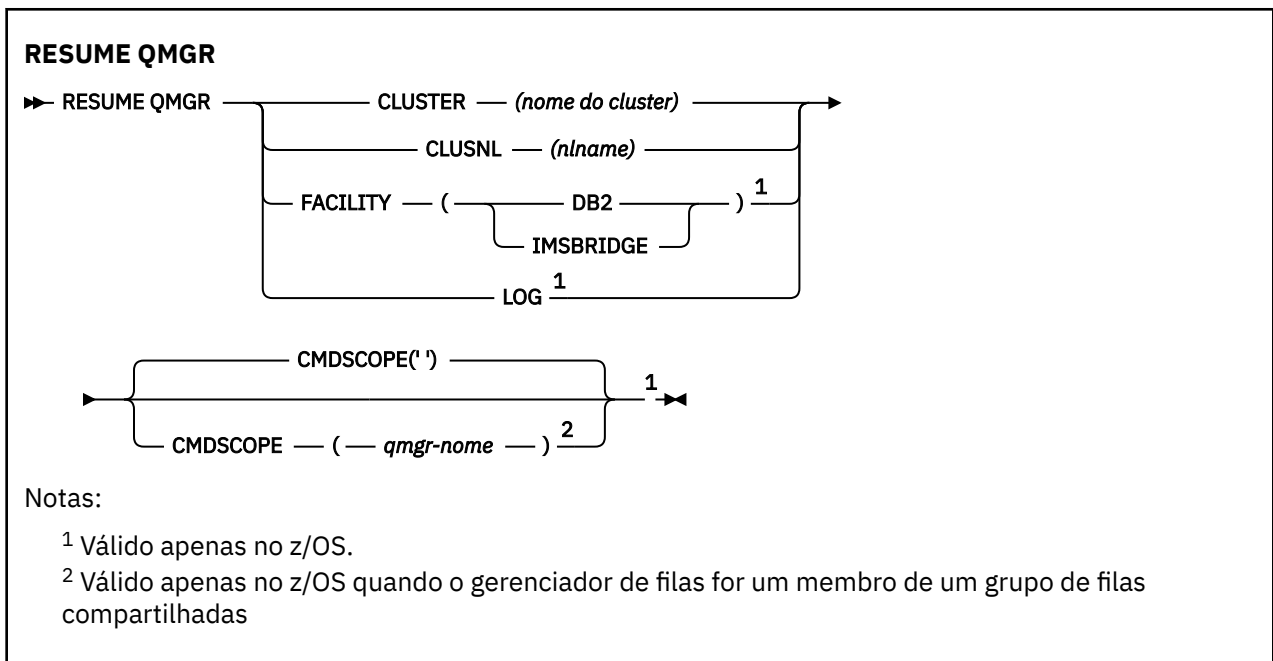 RESUME QMGR
RESUME QMGR CLUSTER (nome do cluster)
CLUSNL (nlname)
FACILITY ( DB2 ) 1
IMSBRIDGE
LOG 1
CMDSCOPE(' ')
1
CMDSCOPE ( qmgr-nome ) 2
Notas:
1 Válido apenas no z/OS.
2 Válido apenas no z/OS quando o gerenciador de filas for um membro de um grupo de filas
compartilhadas